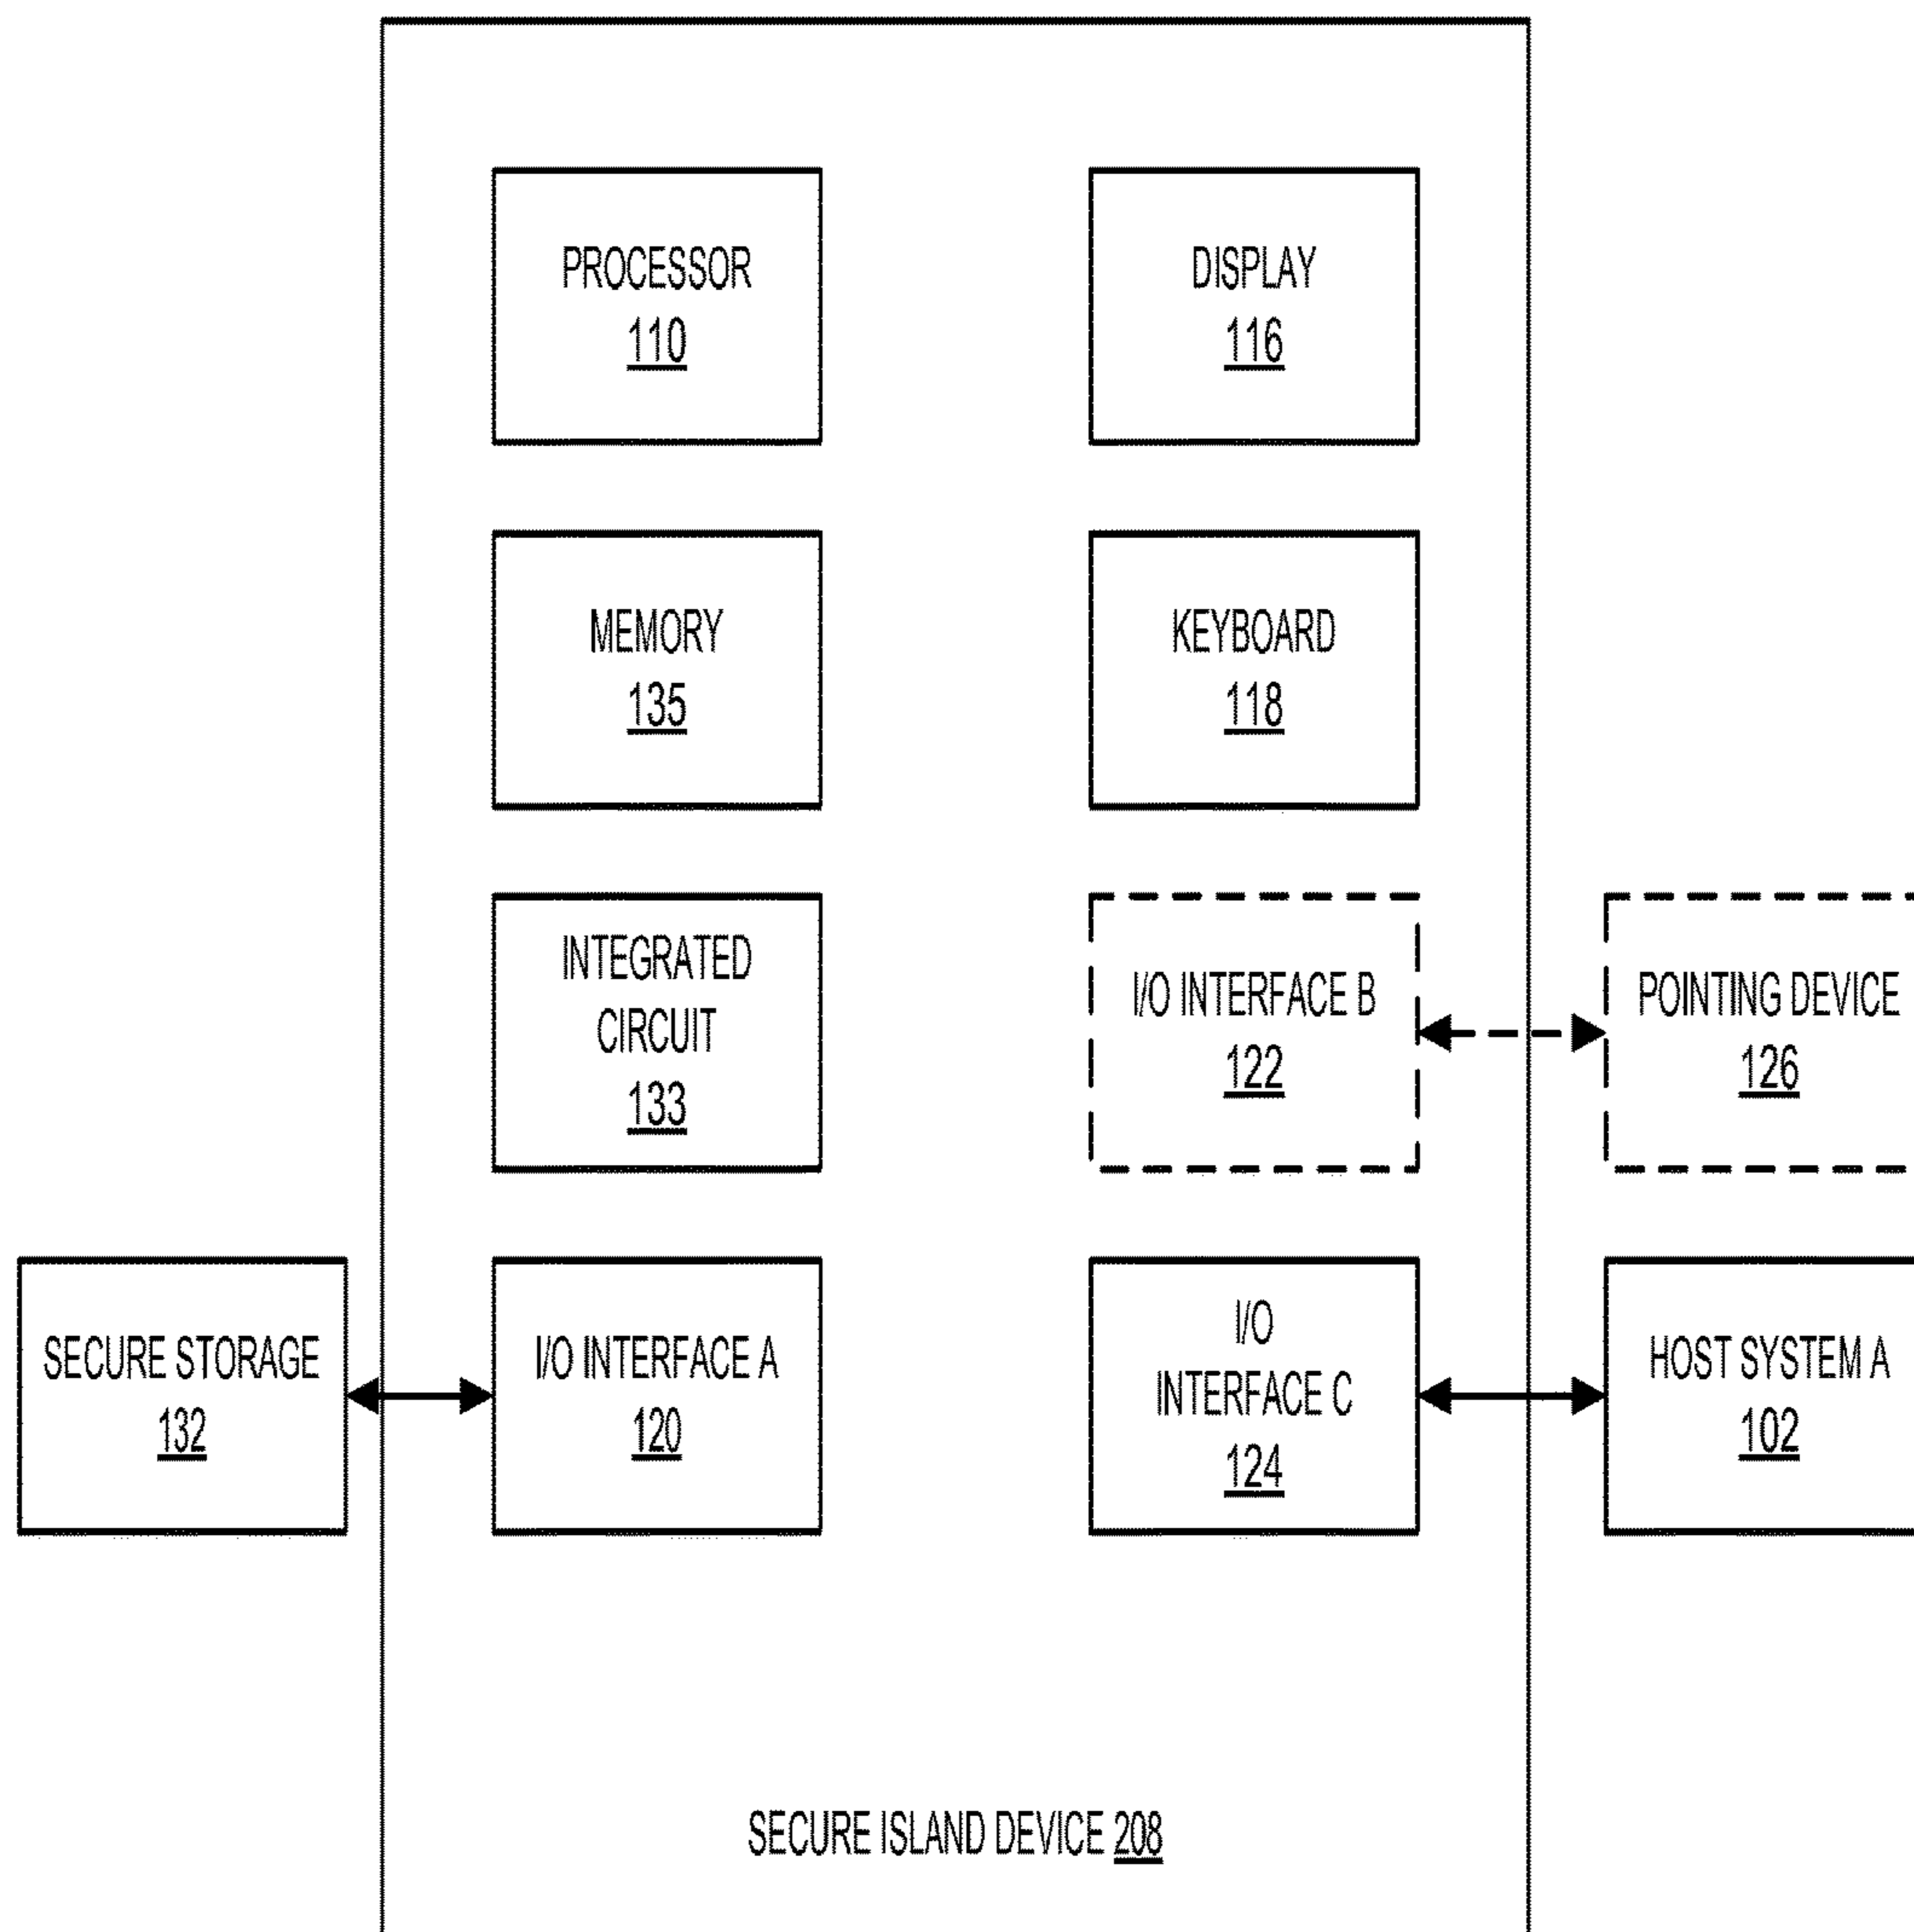 PROCESSOR
110
DISPLAY
116
MEMORY
135
KEYBOARD
118
INTEGRATED
CIRCUIT
133
I/O INTERFACE B
122
POINTING DEVICE
126
SECURE STORAGE
132
I/O INTERFACE A
120
I/O
INTERFACE C
124
HOST SYSTEM A
102
SECURE ISLAND DEVICE 208